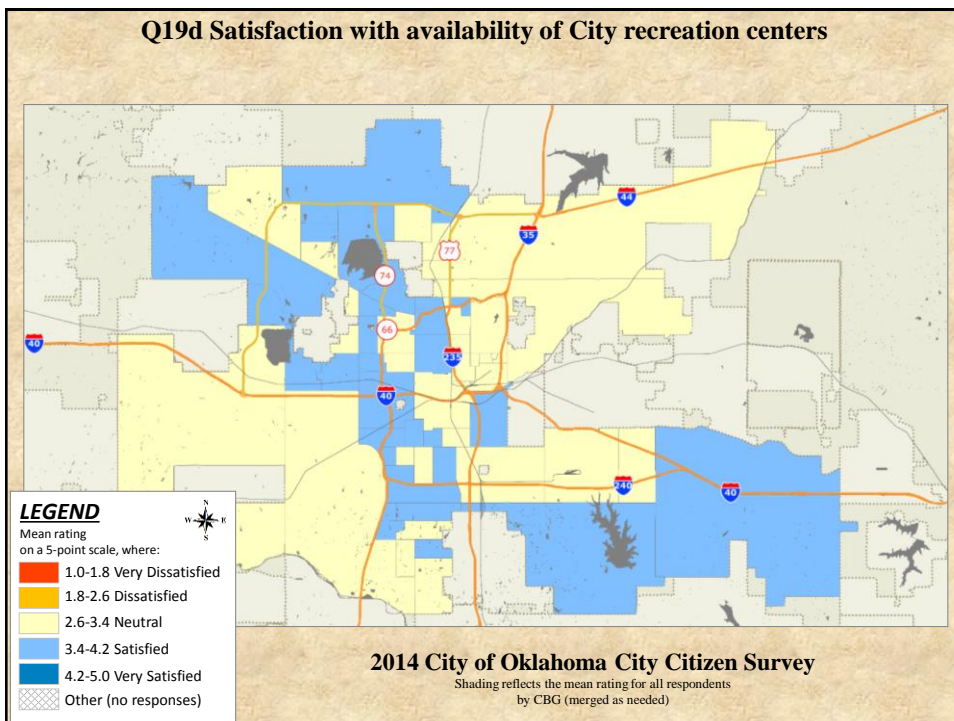 Q19d Satisfaction with availability of City recreation centers
44
35
77
74
66
40
235
40
240
40
LEGEND
N
W E
S
Mean rating
on a 5-point scale, where:
1.0-1.8 Very Dissatisfied
1.8-2.6 Dissatisfied
2.6-3.4 Neutral
3.4-4.2 Satisfied
4.2-5.0 Very Satisfied
Other (no responses)
2014 City of Oklahoma City Citizen Survey
Shading reflects the mean rating for all respondents
by CBG (merged as needed)